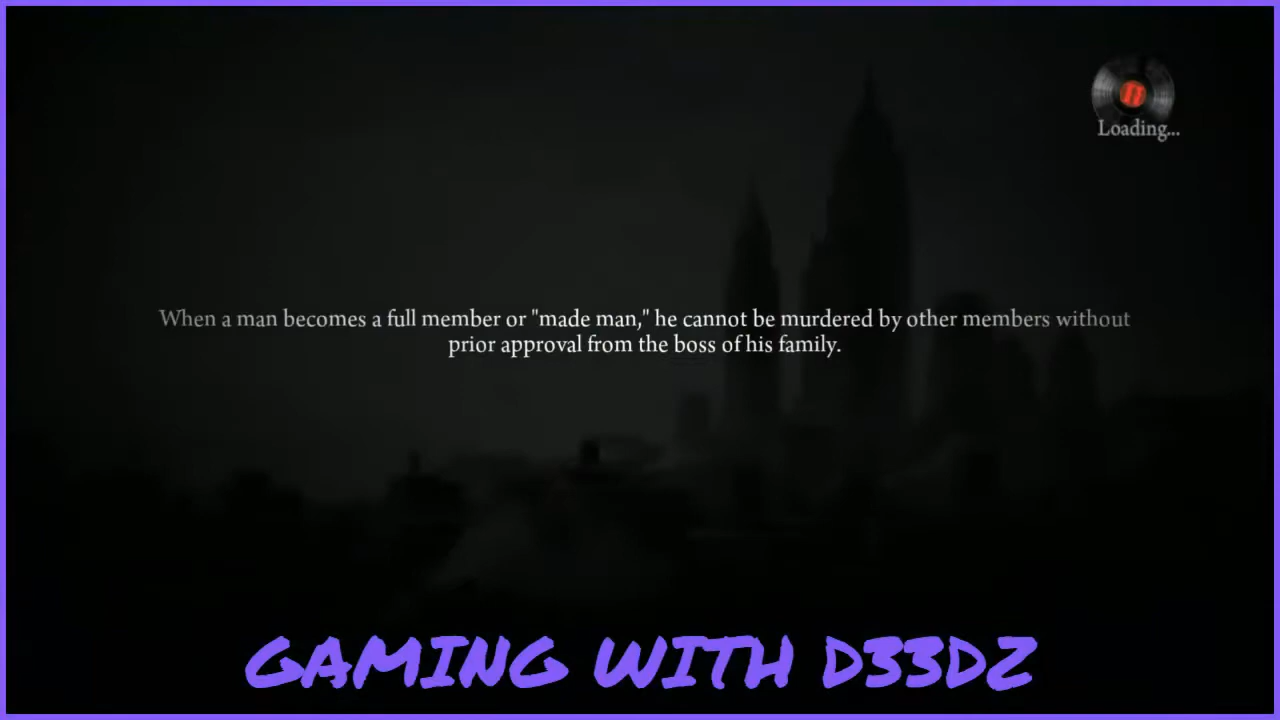 Loading...
When a man becomes a full member or "made man," he cannot be murdered by other members without
prior approval from the boss of his family.
GAMING WITH D33DZ